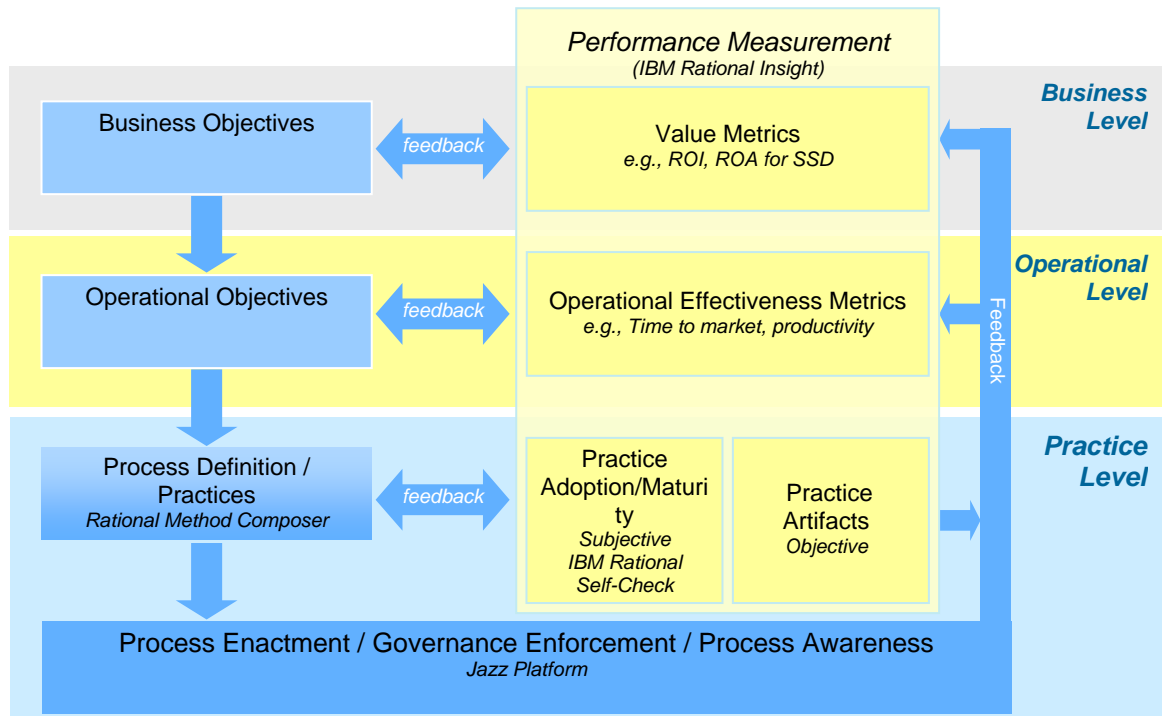 Performance Measurement
(IBM Rational Insight)
Business
Level
Business Objectives
feedback
Value Metrics
e.g., ROI, ROA for SSD
Operational
Level
Operational Objectives
feedback
Operational Effectiveness Metrics
e.g., Time to market, productivity
Feedback
Practice
Level
Process Definition /
Practices
Rational Method Composer
feedback
Practice
Adoption/Maturi
ty
Subjective
IBM Rational
Self-Check
Practice
Artifacts
Objective
Process Enactment / Governance Enforcement / Process Awareness
Jazz Platform